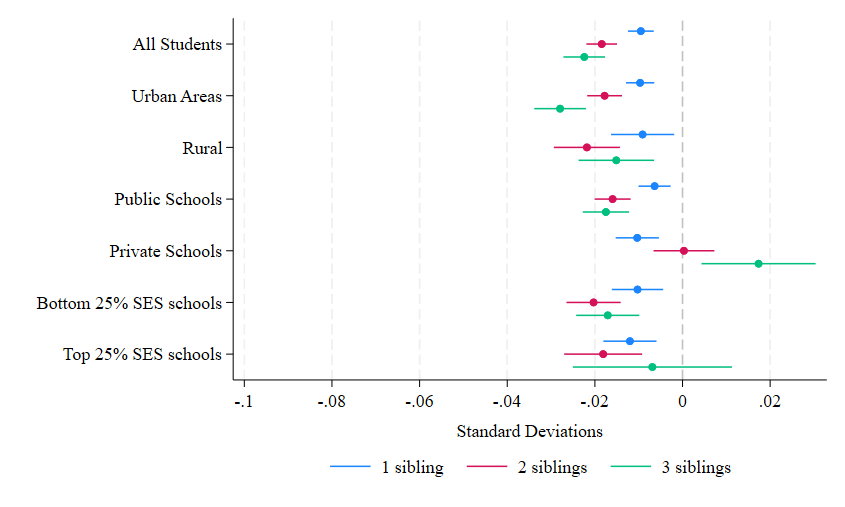 All Students
Urban Areas
Rural
Public Schools
Private Schools
Bottom 25% SES schools
Top 25% SES schools
-.1 -.08 -.06 -.04 -.02 0 .02
Standard Deviations
1 sibling 2 siblings 3 siblings